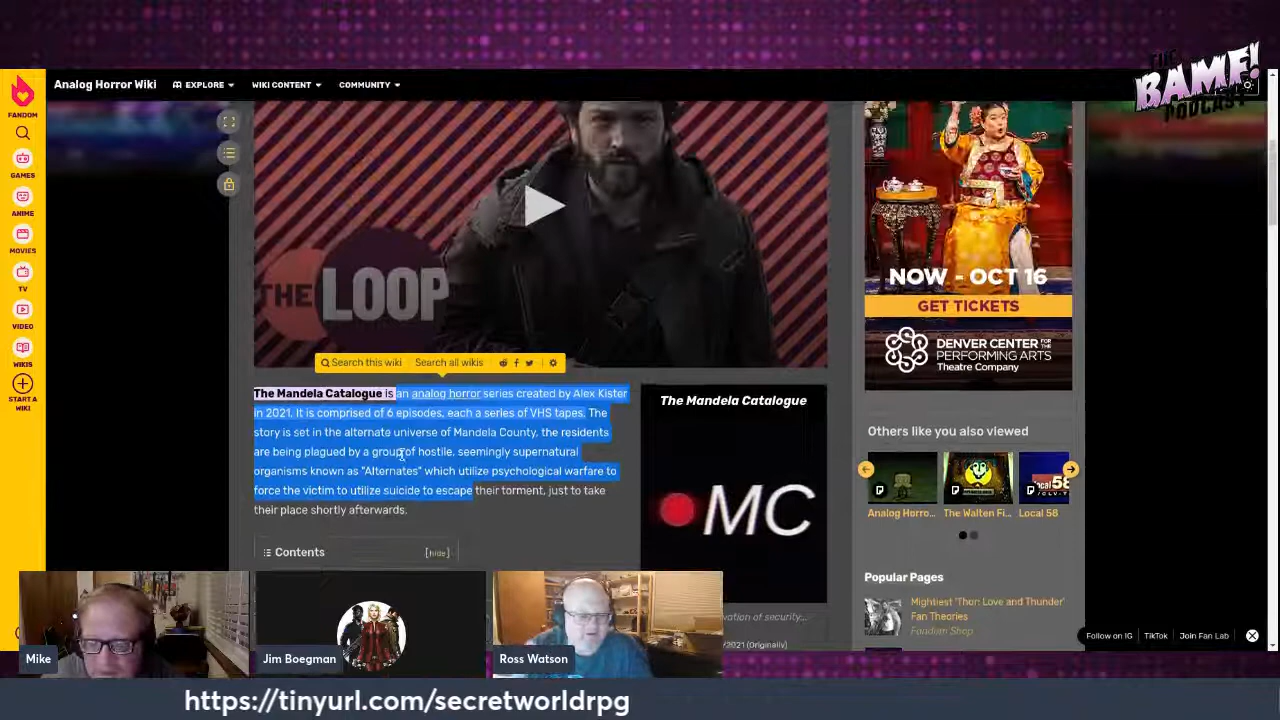 THE
BAMF!
PODCAST
Analog Horror Wiki
EXPLORE
WIKI CONTENT
COMMUNITY
FANDOM
GAMES
ANIME
MOVIES
TV
VIDEO
WIKIS
START A
WIKI
THE LOOP
NOW - OCT 16
GET TICKETS
DENVER CENTER FOR THE
PERFORMING ARTS
Theatre Company
Search this wiki
Search all wikis
The Mandela Catalogue is an analog horror series created by Alex Kister
in 2021. It is comprised of 6 episodes, each a series of VHS tapes. The
story is set in the alternate universe of Mandela County, the residents
are being plagued by a group of hostile, seemingly supernatural
organisms known as "Alternates" which utilize psychological warfare to
force the victim to utilize suicide to escape their torment, just to take
their place shortly afterwards.
Contents
[hide]
The Mandela Catalogue
MC
vation of security...
/2021 (Originally)
Others like you also viewed
Analog Horro...
The Walten Fi...
Local 58
Popular Pages
Mightiest 'Thor: Love and Thunder'
Fan Theories
Fandom Shop
Follow on IG
TikTok
Join Fan Lab
Mike
Jim Boegman
Ross Watson
https://tinyurl.com/secretworldrpg